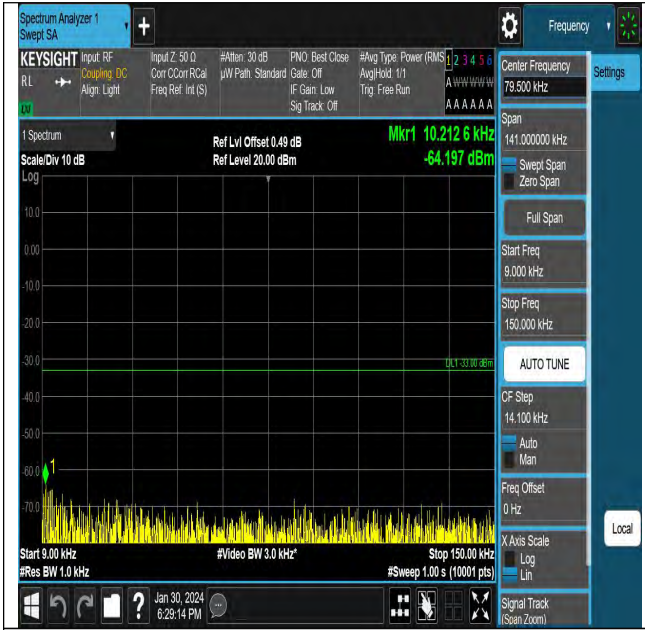 Spectrum Analyzer 1
Swept SA
+
Frequency
KEYSIGHT
RL
LXI
Input: RF
Coupling: DC
Align: Light
Input Z: 50 Ω
Corr CCorr RCal
Freq Ref: Int (S)
#Atten: 30 dB
µW Path: Standard
PNO: Best Close
Gate: Off
IF Gain: Low
Sig Track: Off
#Avg Type: Power (RMS
Avg|Hold: 1/1
Trig: Free Run
1 2 3 4 5 6
A W W W W W
A A A A A A
1 Spectrum
Scale/Div 10 dB
Log
Ref Lvl Offset 0.49 dB
Ref Level 20.00 dBm
Mkr1 10.212 6 kHz
-64.197 dBm
10.0
0.00
-10.0
-20.0
-30.0
DL1 -33.00 dBm
-40.0
-50.0
-60.0
1
-70.0
Start 9.00 kHz
#Video BW 3.0 kHz*
Stop 150.00 kHz
#Res BW 1.0 kHz
#Sweep 1.00 s (10001 pts)
Center Frequency
79.500 kHz
Settings
Span
141.000000 kHz
Swept Span
Zero Span
Full Span
Start Freq
9.000 kHz
Stop Freq
150.000 kHz
AUTO TUNE
CF Step
14.100 kHz
Auto
Man
Freq Offset
0 Hz
X Axis Scale
Log
Lin
Local
Signal Track
(Span Zoom)
?
Jan 30, 2024
6:29:14 PM